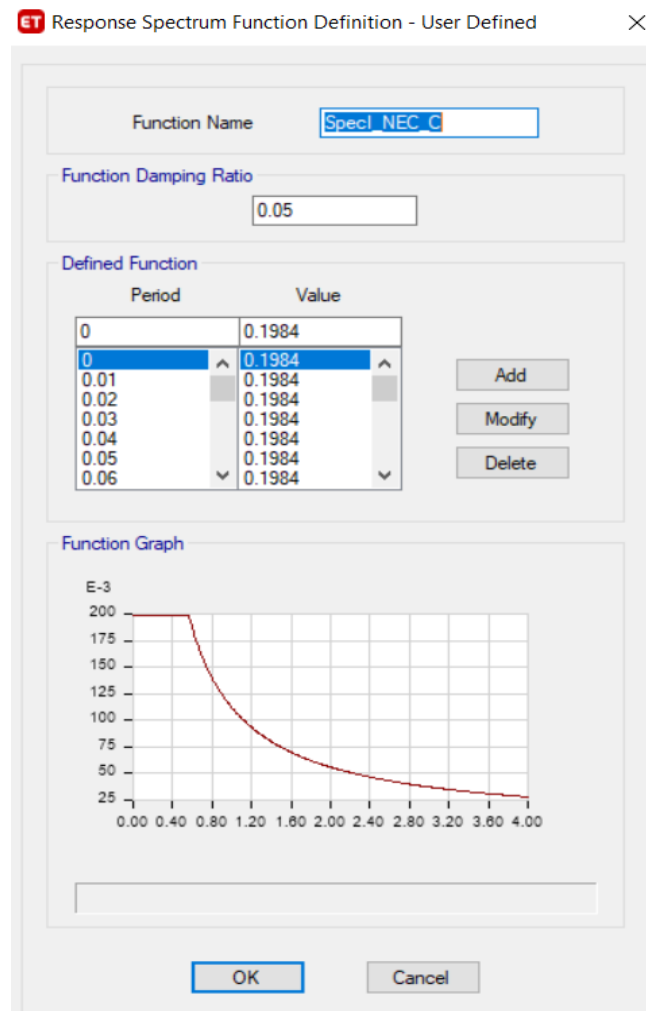 ET Response Spectrum Function Definition - User Defined
Function Name SpecI_NEC_C
Function Damping Ratio
0.05
Defined Function
Period Value
0 0.1984
0 0.1984
0.01 0.1984
0.02 0.1984
0.03 0.1984
0.04 0.1984
0.05 0.1984
0.06 0.1984
Add
Modify
Delete
Function Graph
E-3
200
175
150
125
100
75
50
25
0.00 0.40 0.80 1.20 1.60 2.00 2.40 2.80 3.20 3.60 4.00
OK Cancel